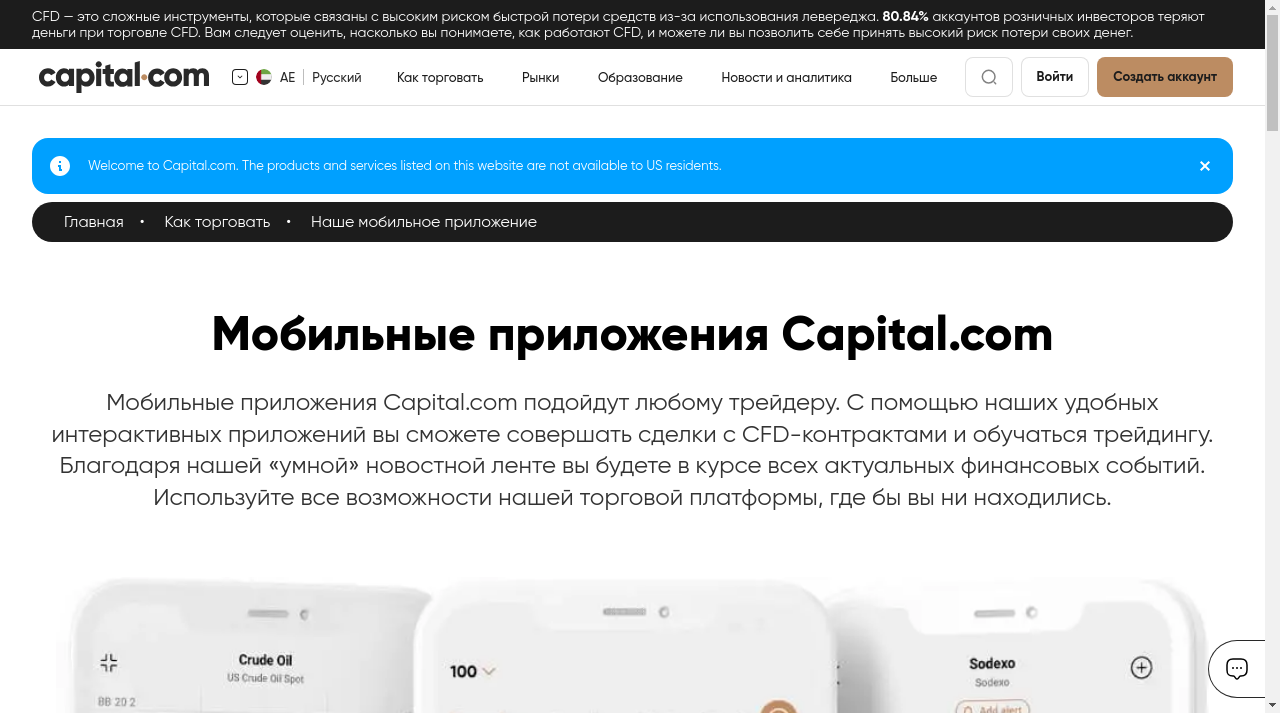 CFD — это сложные инструменты, которые связаны с высоким риском быстрой потери средств из-за использования левереджа. 80.84% аккаунтов розничных инвесторов теряют
деньги при торговле CFD. Вам следует оценить, насколько вы понимаете, как работают CFD, и можете ли вы позволить себе принять высокий риск потери своих денег.
capital.com AE Русский Как торговать Рынки Образование Новости и аналитика Больше Войти Создать аккаунт
Welcome to Capital.com. The products and services listed on this website are not available to US residents.
Главная • Как торговать • Наше мобильное приложение
Мобильные приложения Capital.com
Мобильные приложения Capital.com подойдут любому трейдеру. С помощью наших удобных
интерактивных приложений вы сможете совершать сделки с CFD-контрактами и обучаться трейдингу.
Благодаря нашей «умной» новостной ленте вы будете в курсе всех актуальных финансовых событий.
Используйте все возможности нашей торговой платформы, где бы вы ни находились.
Crude Oil
US Crude Oil Spot
BB 20 2
100
Sodexo
Sodexo
Add alert